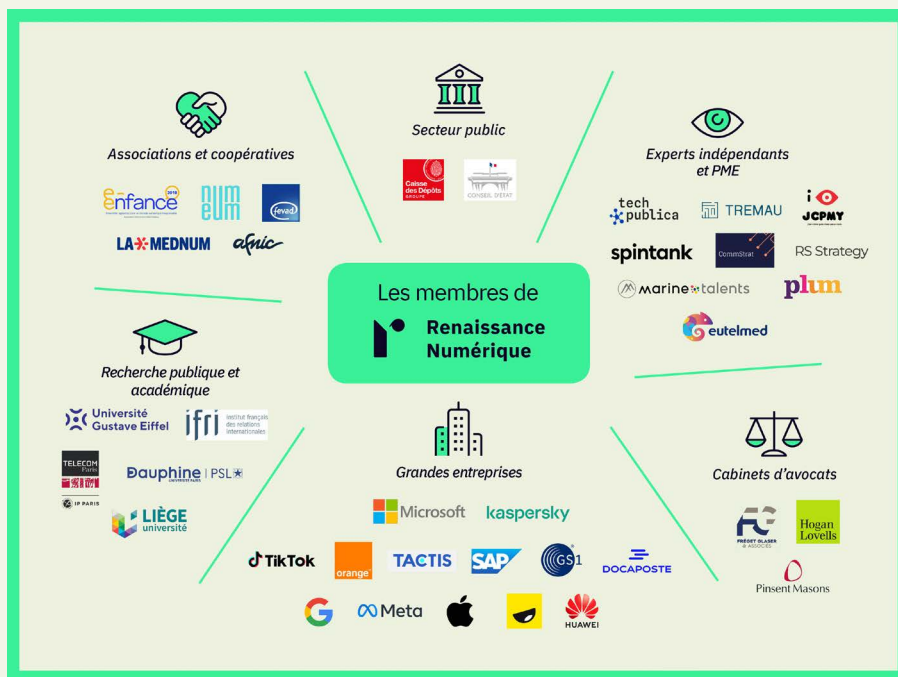 Associations et coopératives
e-enfance
numeum
fevad
LA MEDNUM
afnic
Secteur public
Caisse
des Dépôts
GROUPE
CONSEIL D'ÉTAT
Experts indépendants
et PME
tech
publica
TREMAU
i
JCPMY
spintank
CommStrat
RS Strategy
marine talents
plum
eutelmed
Les membres de
Renaissance
Numérique
Recherche publique et
académique
Université
Gustave Eiffel
ifri
institut français
des relations
internationales
TELECOM
Paris
IP PARIS
Dauphine | PSL
UNIVERSITÉ PARIS
LIÈGE
université
Grandes entreprises
Microsoft
kaspersky
TikTok
orange
TACTIS
SAP
GS1
DOCAPOSTE
G
Meta
HUAWEI
Cabinets d'avocats
FG
FRÉGET GLASER
& ASSOCIÉS
Hogan
Lovells
Pinsent Masons